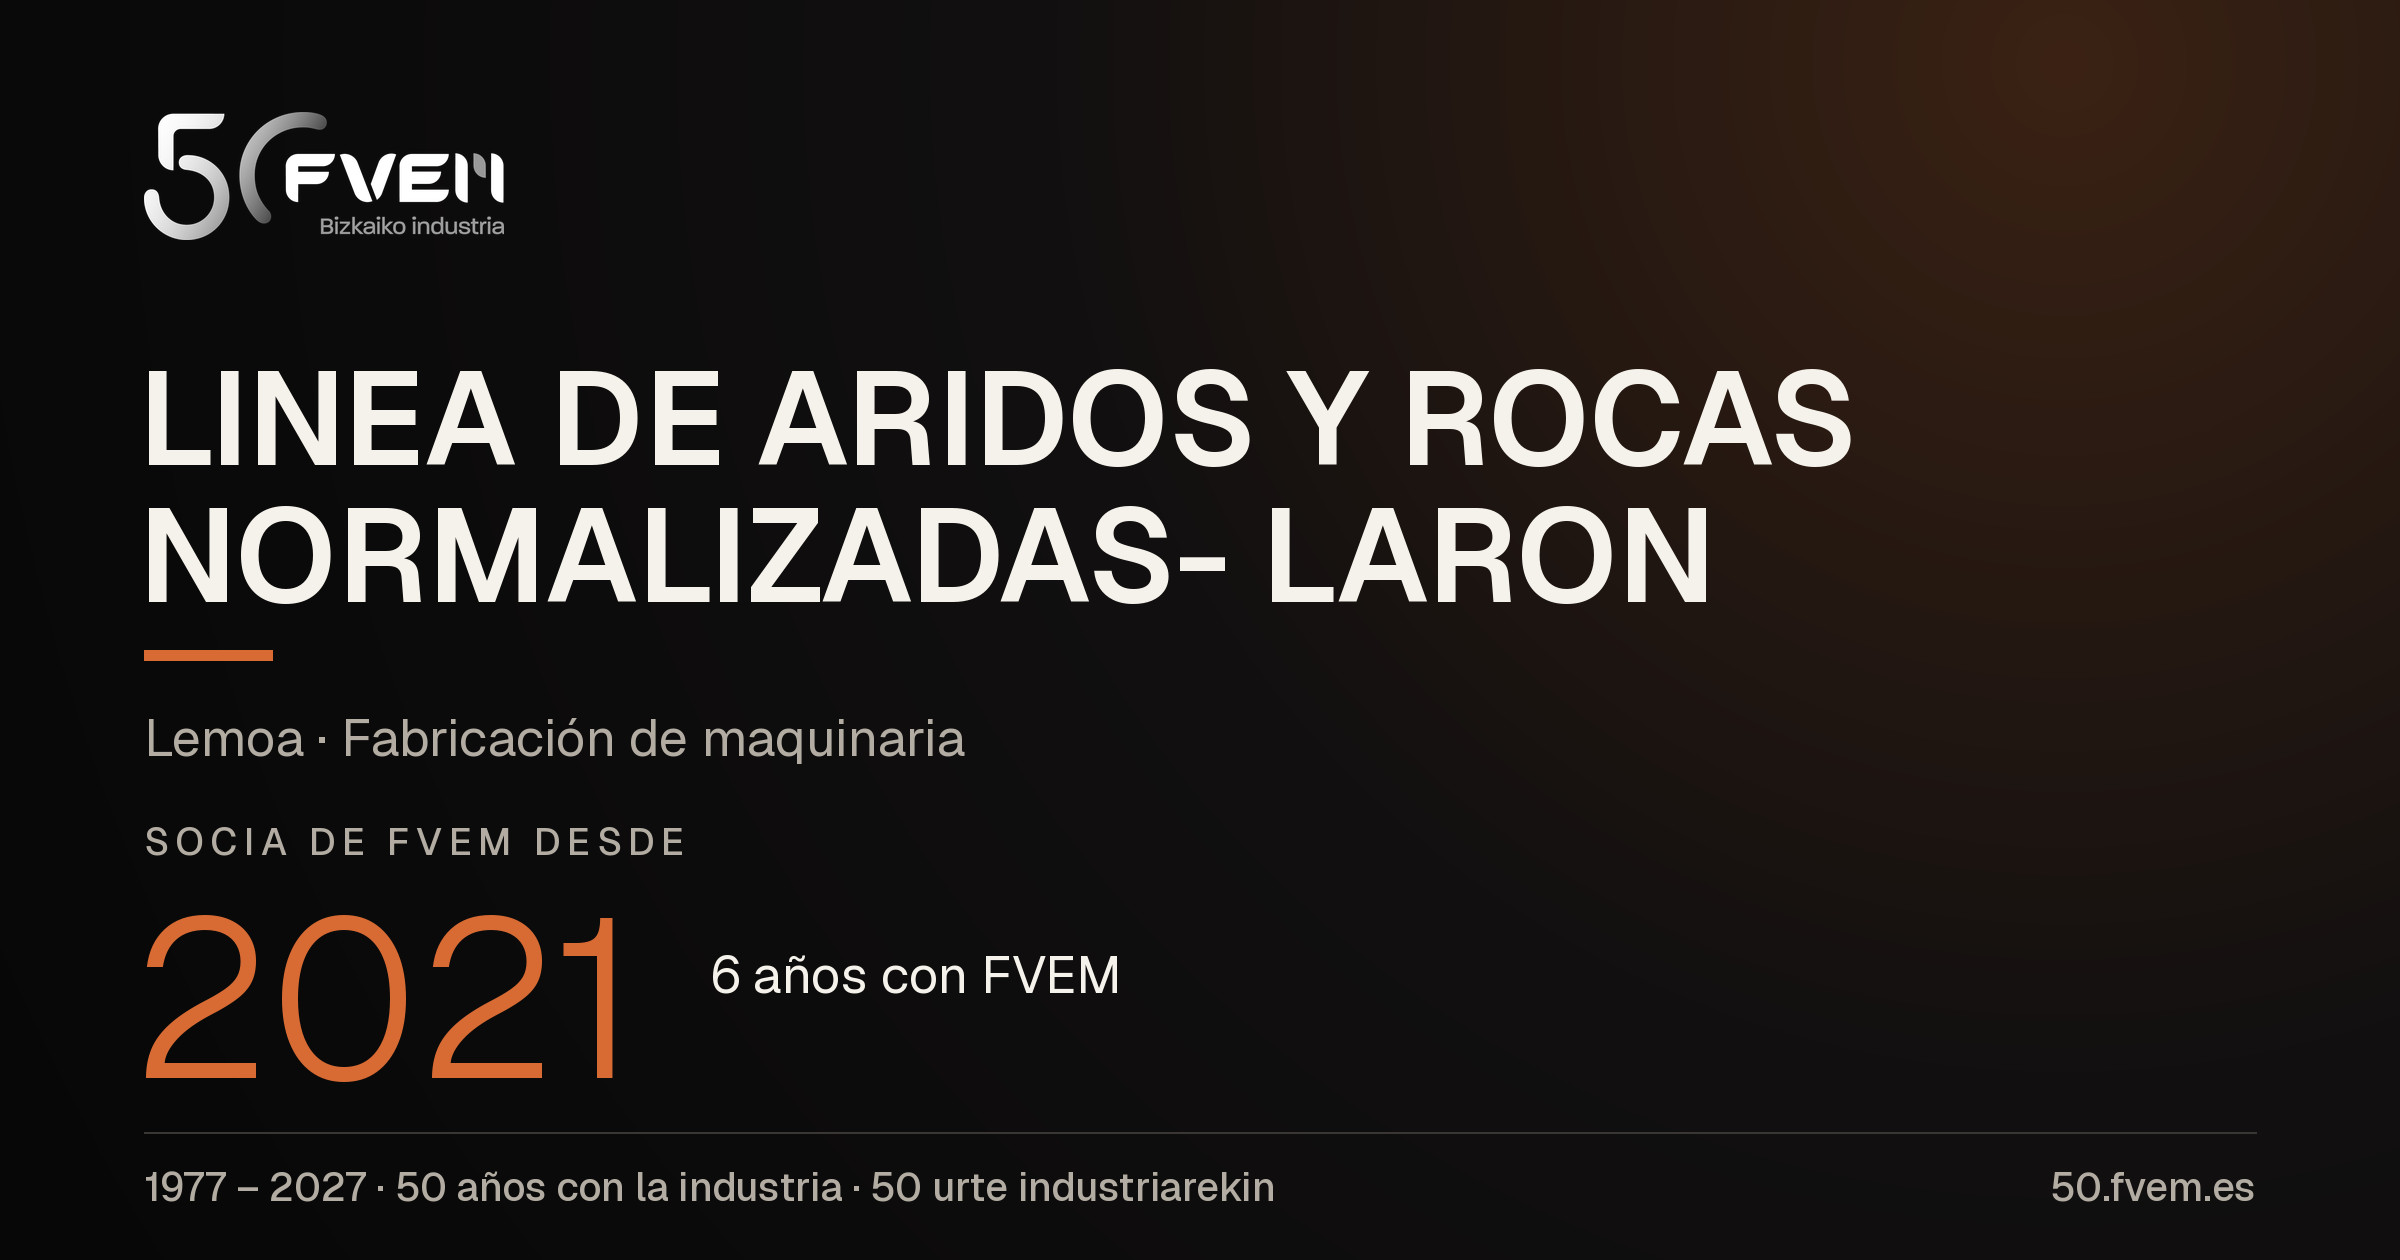 50 FVEM
Bizkaiko industria
LINEA DE ARIDOS Y ROCAS
NORMALIZADAS- LARON
Lemoa · Fabricación de maquinaria
SOCIA DE FVEM DESDE
2021
6 años con FVEM
1977 – 2027 · 50 años con la industria · 50 urte industriarekin
50.fvem.es